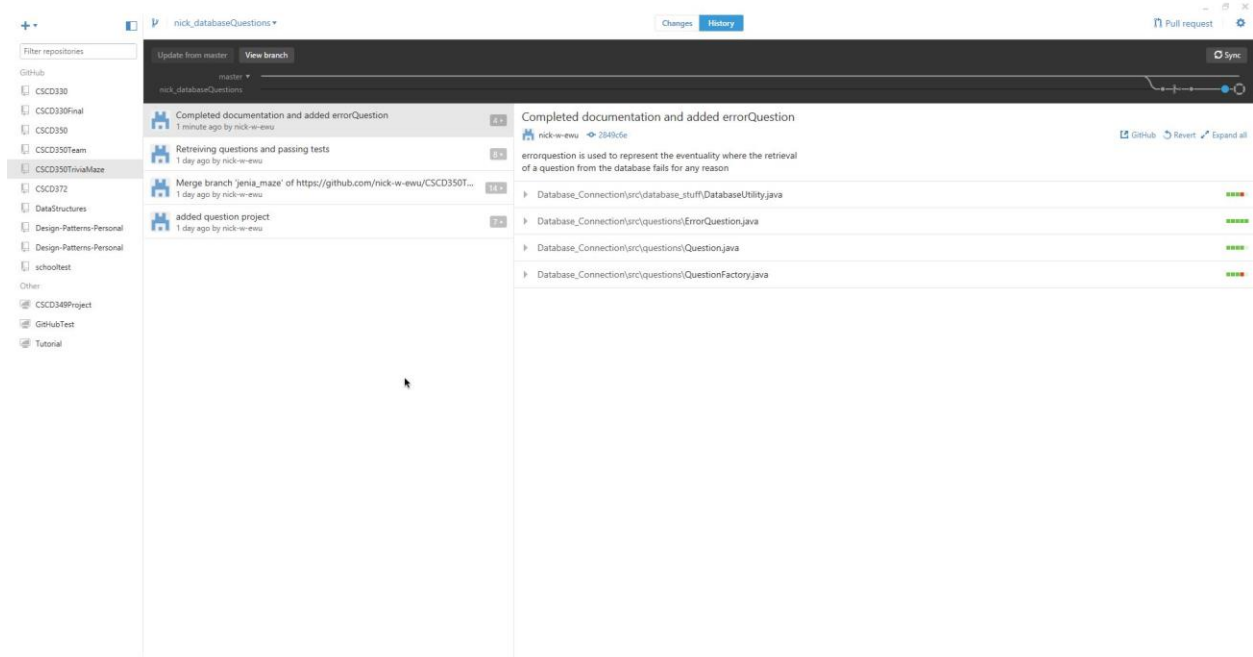 nick_databaseQuestions
Changes
History
Pull request
Filter repositories
GitHub
CSCD330
CSCD330Final
CSCD350
CSCD350Team
CSCD350TriviaMaze
CSCD372
DataStructures
Design-Patterns-Personal
Design-Patterns-Personal
schooltest
Other
CSCD349Project
GitHubTest
Tutorial
Update from master
View branch
Sync
master
nick_databaseQuestions
Completed documentation and added errorQuestion
1 minute ago by nick-w-ewu
4
Retreiving questions and passing tests
1 day ago by nick-w-ewu
8
Merge branch 'jenia_maze' of https://github.com/nick-w-ewu/CSCD350T...
1 day ago by nick-w-ewu
14
added question project
1 day ago by nick-w-ewu
7
Completed documentation and added errorQuestion
nick-w-ewu 2849c6e
GitHub Revert Expand all
errorquestion is used to represent the eventuality where the retrieval
of a question from the database fails for any reason
Database_Connection\src\database_stuff\DatabaseUtility.java
Database_Connection\src\questions\ErrorQuestion.java
Database_Connection\src\questions\Question.java
Database_Connection\src\questions\QuestionFactory.java